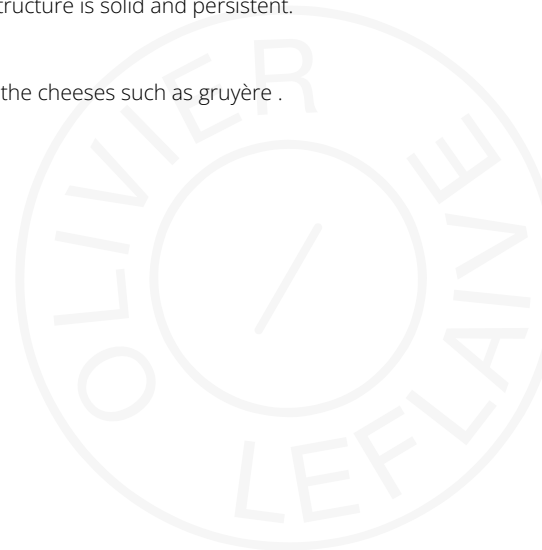 tructure is solid and persistent.
the cheeses such as gruyère .
OLIVIER
LEFLAIVE